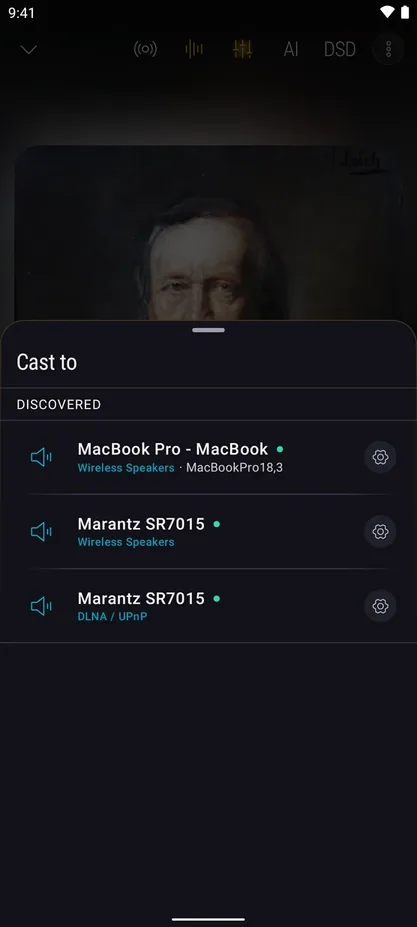 9:41
AI DSD
Cast to
DISCOVERED
MacBook Pro - MacBook
Wireless Speakers · MacBookPro18,3
Marantz SR7015
Wireless Speakers
Marantz SR7015
DLNA / UPnP